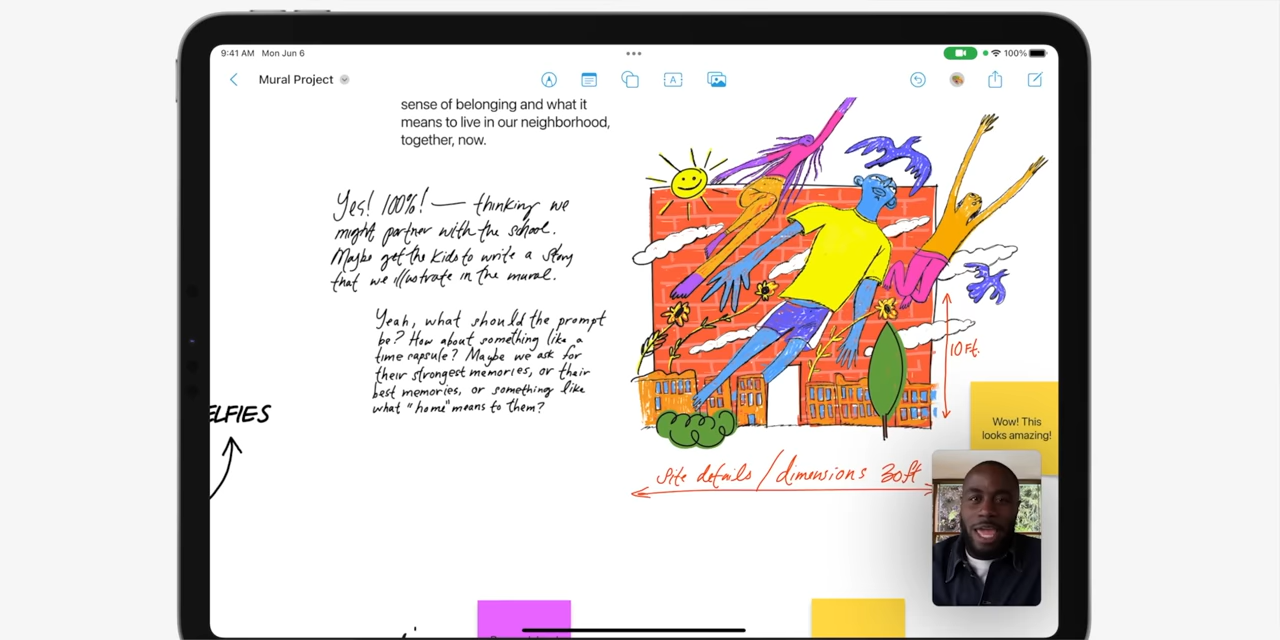 9:41 AM Mon Jun 6
100%
Mural Project
A
sense of belonging and what it
means to live in our neighborhood,
together, now.
Yes! 100%! — thinking we
might partner with the school.
Maybe get the kids to write a story
that we illustrate in the mural.
Yeah, what should the prompt
be? How about something like a
time capsule? Maybe we ask for
their strongest memories, or their
best memories, or something like
what "home" means to them?
ELFIES
10 Ft.
Wow! This
looks amazing!
Site details / dimensions 30ft